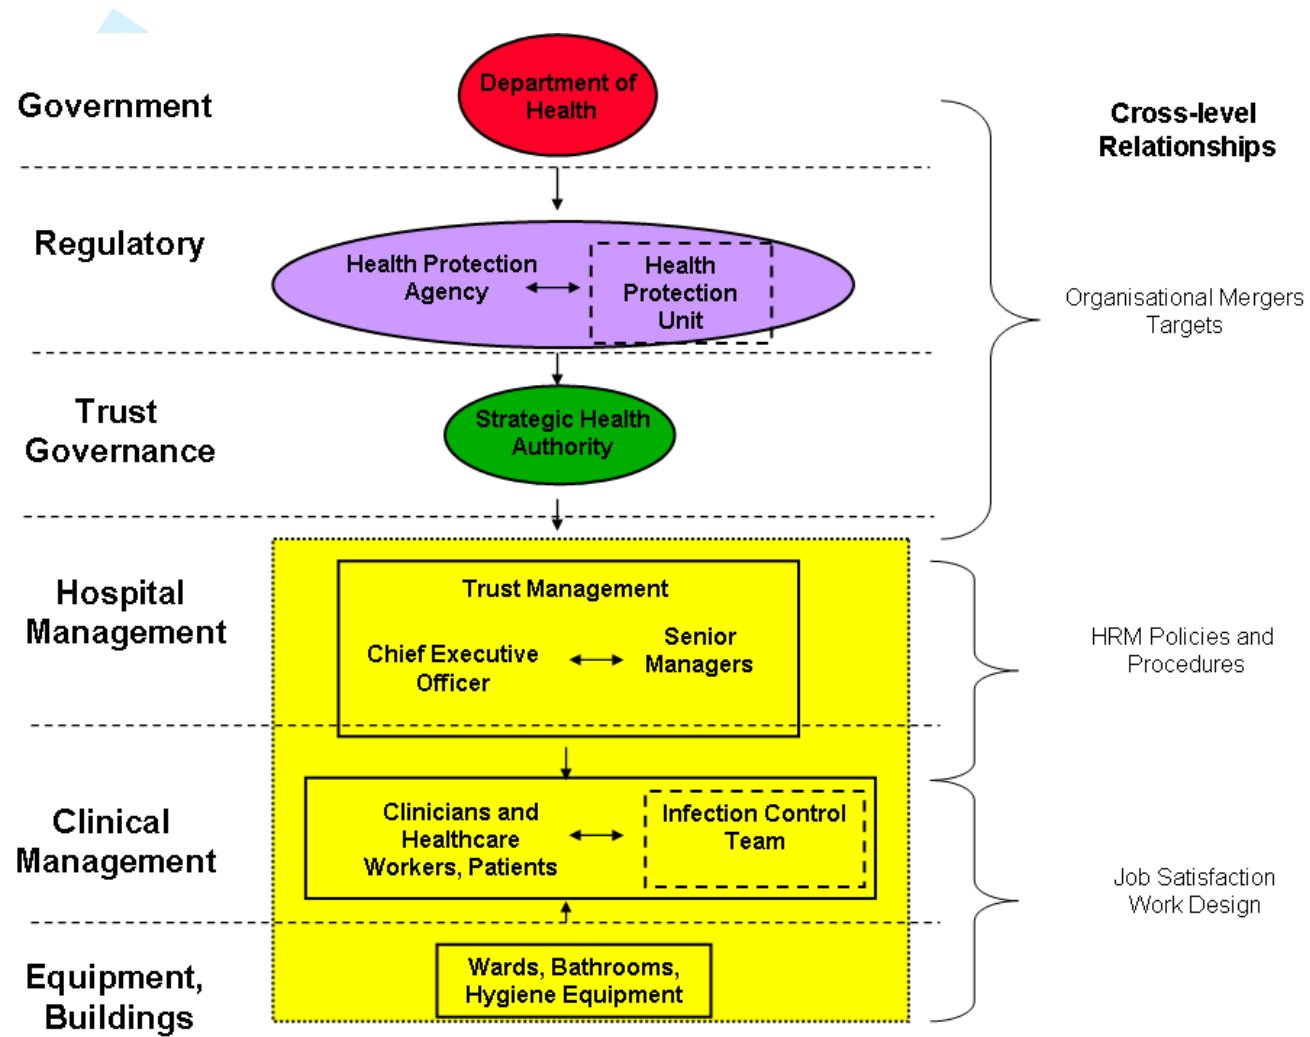 Government
Department of
Health
Cross-level
Relationships
Regulatory
Health Protection
Agency
Health
Protection
Unit
Organisational Mergers
Targets
Trust
Governance
Strategic Health
Authority
Hospital
Management
Trust Management
Chief Executive
Officer
Senior
Managers
HRM Policies and
Procedures
Clinical
Management
Clinicians and
Healthcare
Workers, Patients
Infection Control
Team
Job Satisfaction
Work Design
Equipment,
Buildings
Wards, Bathrooms,
Hygiene Equipment